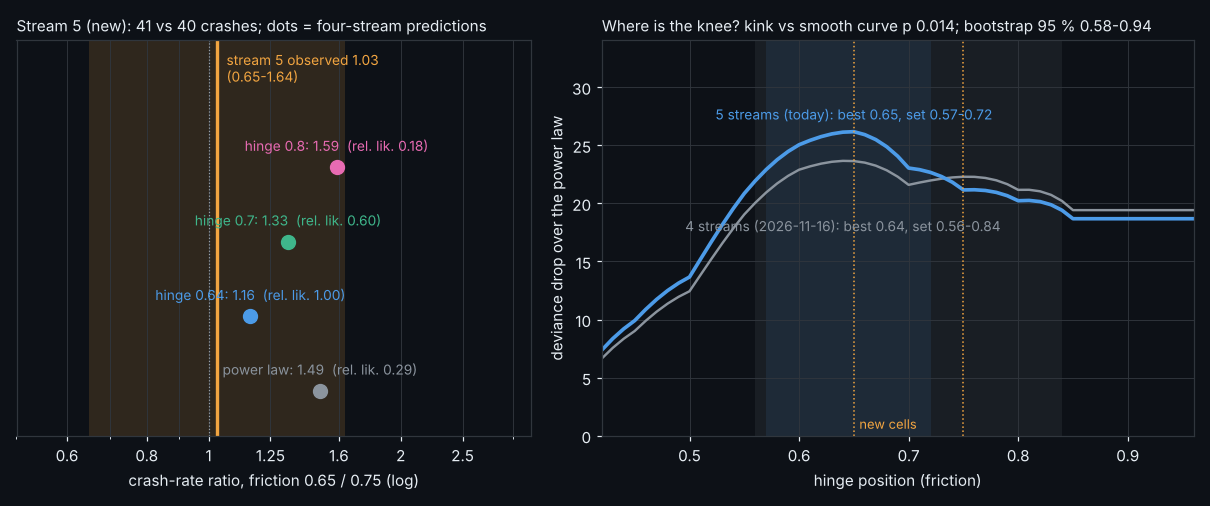 Stream 5 (new): 41 vs 40 crashes; dots = four-stream predictions
stream 5 observed 1.03
(0.65-1.64)
hinge 0.8: 1.59 (rel. lik. 0.18)
hinge 0.7: 1.33 (rel. lik. 0.60)
hinge 0.64: 1.16 (rel. lik. 1.00)
power law: 1.49 (rel. lik. 0.29)
0.6 0.8 1 1.25 1.6 2 2.5
crash-rate ratio, friction 0.65 / 0.75 (log)
Where is the knee? kink vs smooth curve p 0.014; bootstrap 95 % 0.58-0.94
deviance drop over the power law
30
25
20
15
10
5
0
5 streams (today): best 0.65, set 0.57-0.72
4 streams (2026-11-16): best 0.64, set 0.56-0.84
new cells
0.5 0.6 0.7 0.8 0.9
hinge position (friction)